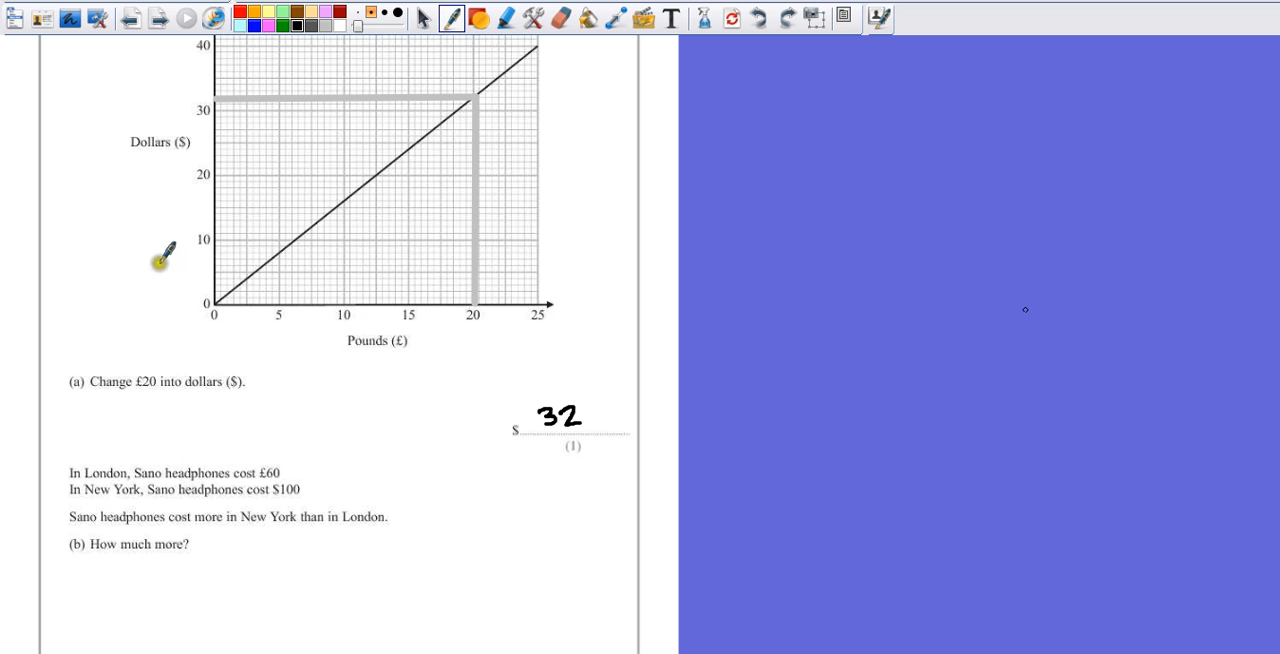 40
30
Dollars ($)
20
10
0
0 5 10 15 20 25
Pounds (£)
(a) Change £20 into dollars ($).
32
$
(1)
In London, Sano headphones cost £60
In New York, Sano headphones cost $100
Sano headphones cost more in New York than in London.
(b) How much more?